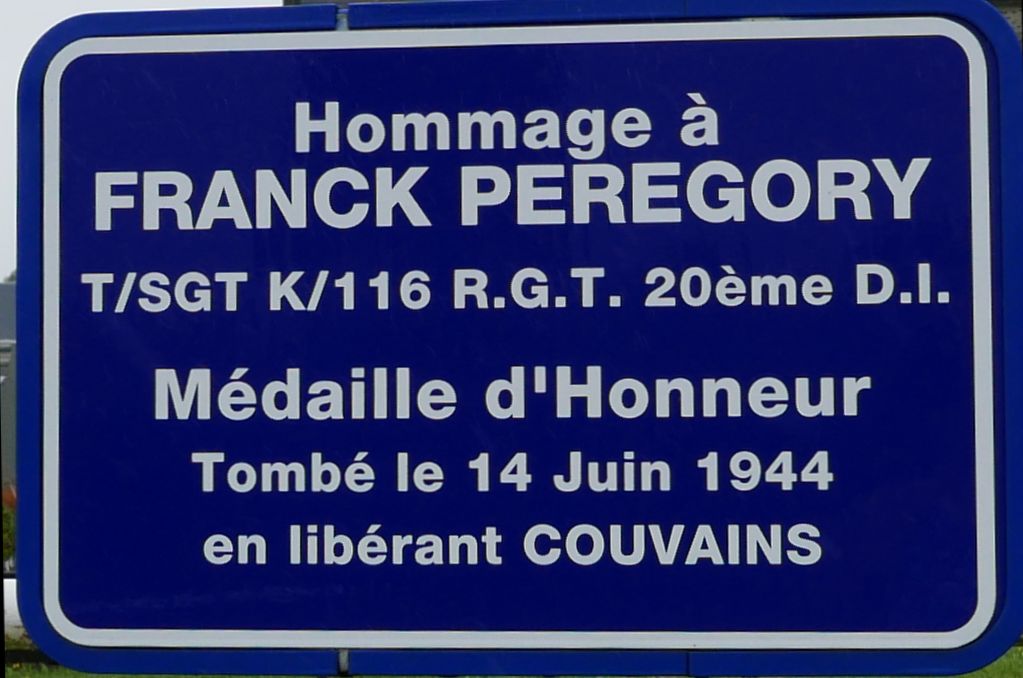 Hommage à
FRANCK PEREGORY
T/SGT K/116 R.G.T. 20ème D.I.
Médaille d'Honneur
Tombé le 14 Juin 1944
en libérant COUVAINS